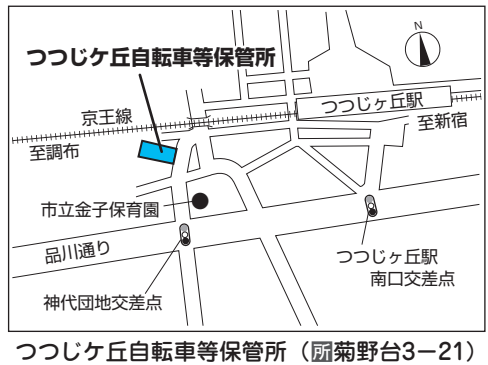 N
つつじケ丘自転車等保管所
つつじヶ丘駅
京王線
至新宿
至調布
市立金子保育園
品川通り
つつじヶ丘駅
南口交差点
神代団地交差点
つつじケ丘自転車等保管所（所菊野台3−21）